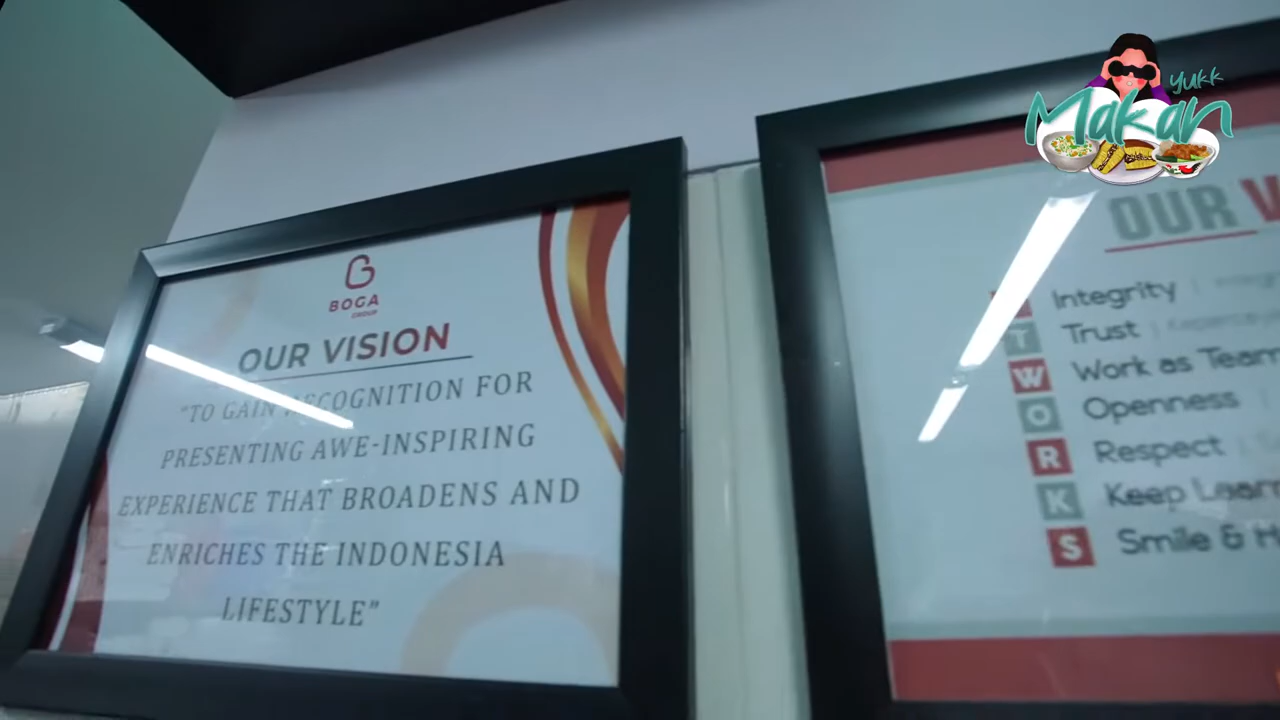 yukk
Makan
BOGA
GROUP
OUR VISION
"TO GAIN RECOGNITION FOR
PRESENTING AWE-INSPIRING
EXPERIENCE THAT BROADENS AND
ENRICHES THE INDONESIA
LIFESTYLE"
OUR V
Integrity
T Trust
W Work as Team
O Openness
R Respect
K Keep Learn
S Smile & H